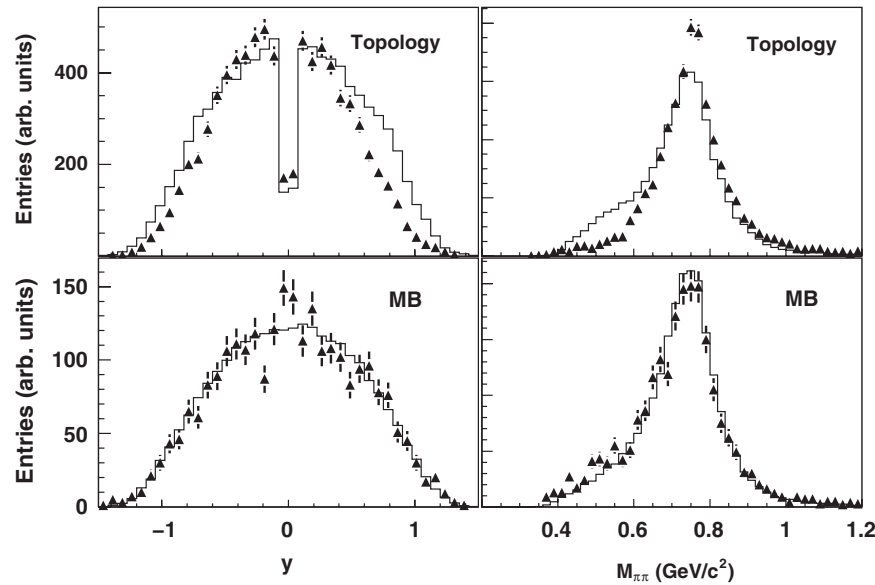 Entries (arb. units)
400
200
Topology
Topology
Entries (arb. units)
150
100
50
0
MB
MB
−1
0
1
y
0.4
0.6
0.8
1
1.2
M_ππ (GeV/c²)